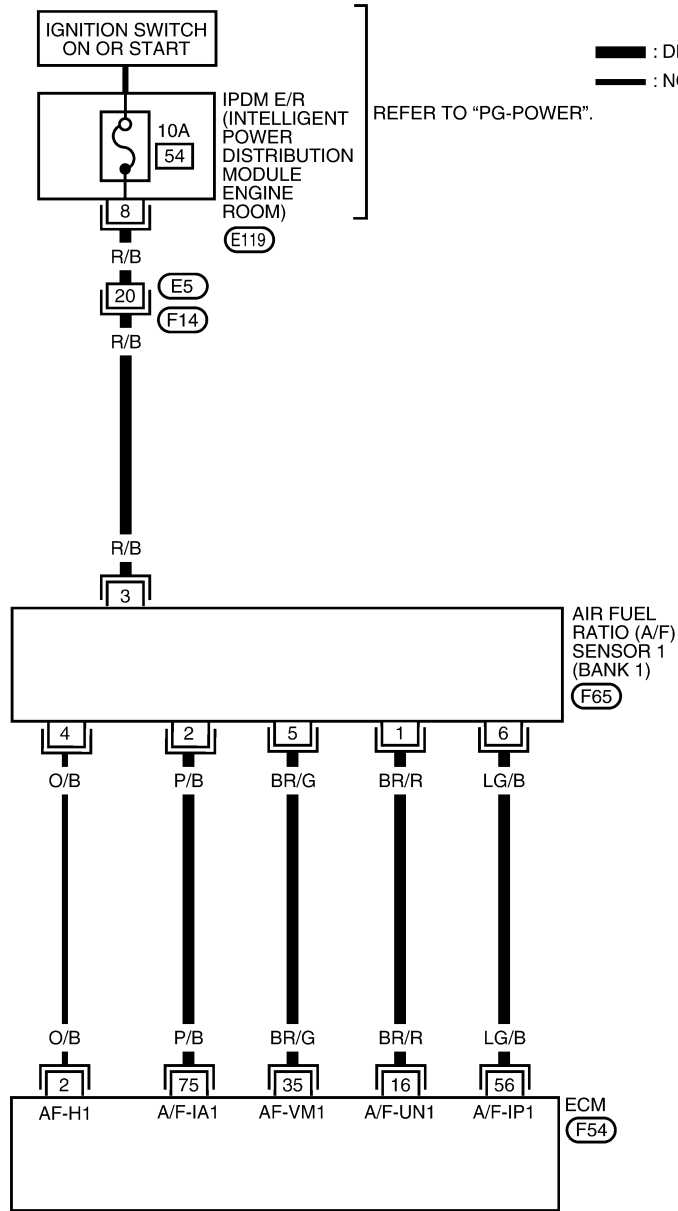 IGNITION SWITCH
ON OR START
: D
: N
IPDM E/R
(INTELLIGENT
POWER
DISTRIBUTION
MODULE
ENGINE
ROOM)
REFER TO “PG-POWER”.
10A
54
8
E119
R/B
20
E5
F14
R/B
R/B
3
AIR FUEL
RATIO (A/F)
SENSOR 1
(BANK 1)
F65
4 2 5 1 6
O/B P/B BR/G BR/R LG/B
O/B P/B BR/G BR/R LG/B
2 75 35 16 56
AF-H1 A/F-IA1 AF-VM1 A/F-UN1 A/F-IP1
ECM
F54